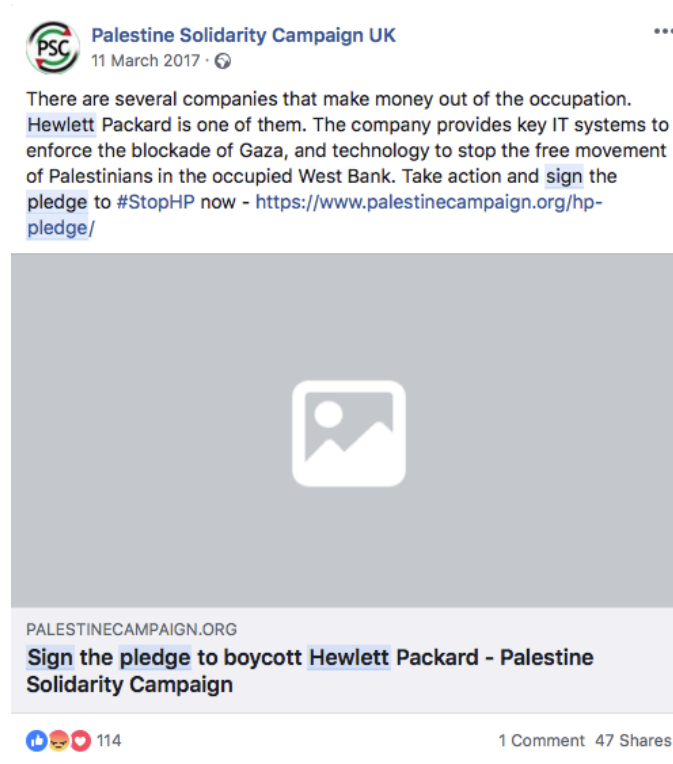 PSC
Palestine Solidarity Campaign UK
11 March 2017 ·
There are several companies that make money out of the occupation.
Hewlett Packard is one of them. The company provides key IT systems to
enforce the blockade of Gaza, and technology to stop the free movement
of Palestinians in the occupied West Bank. Take action and sign the
pledge to #StopHP now - https://www.palestinecampaign.org/hp-
pledge/
PALESTINECAMPAIGN.ORG
Sign the pledge to boycott Hewlett Packard - Palestine
Solidarity Campaign
114 1 Comment 47 Shares